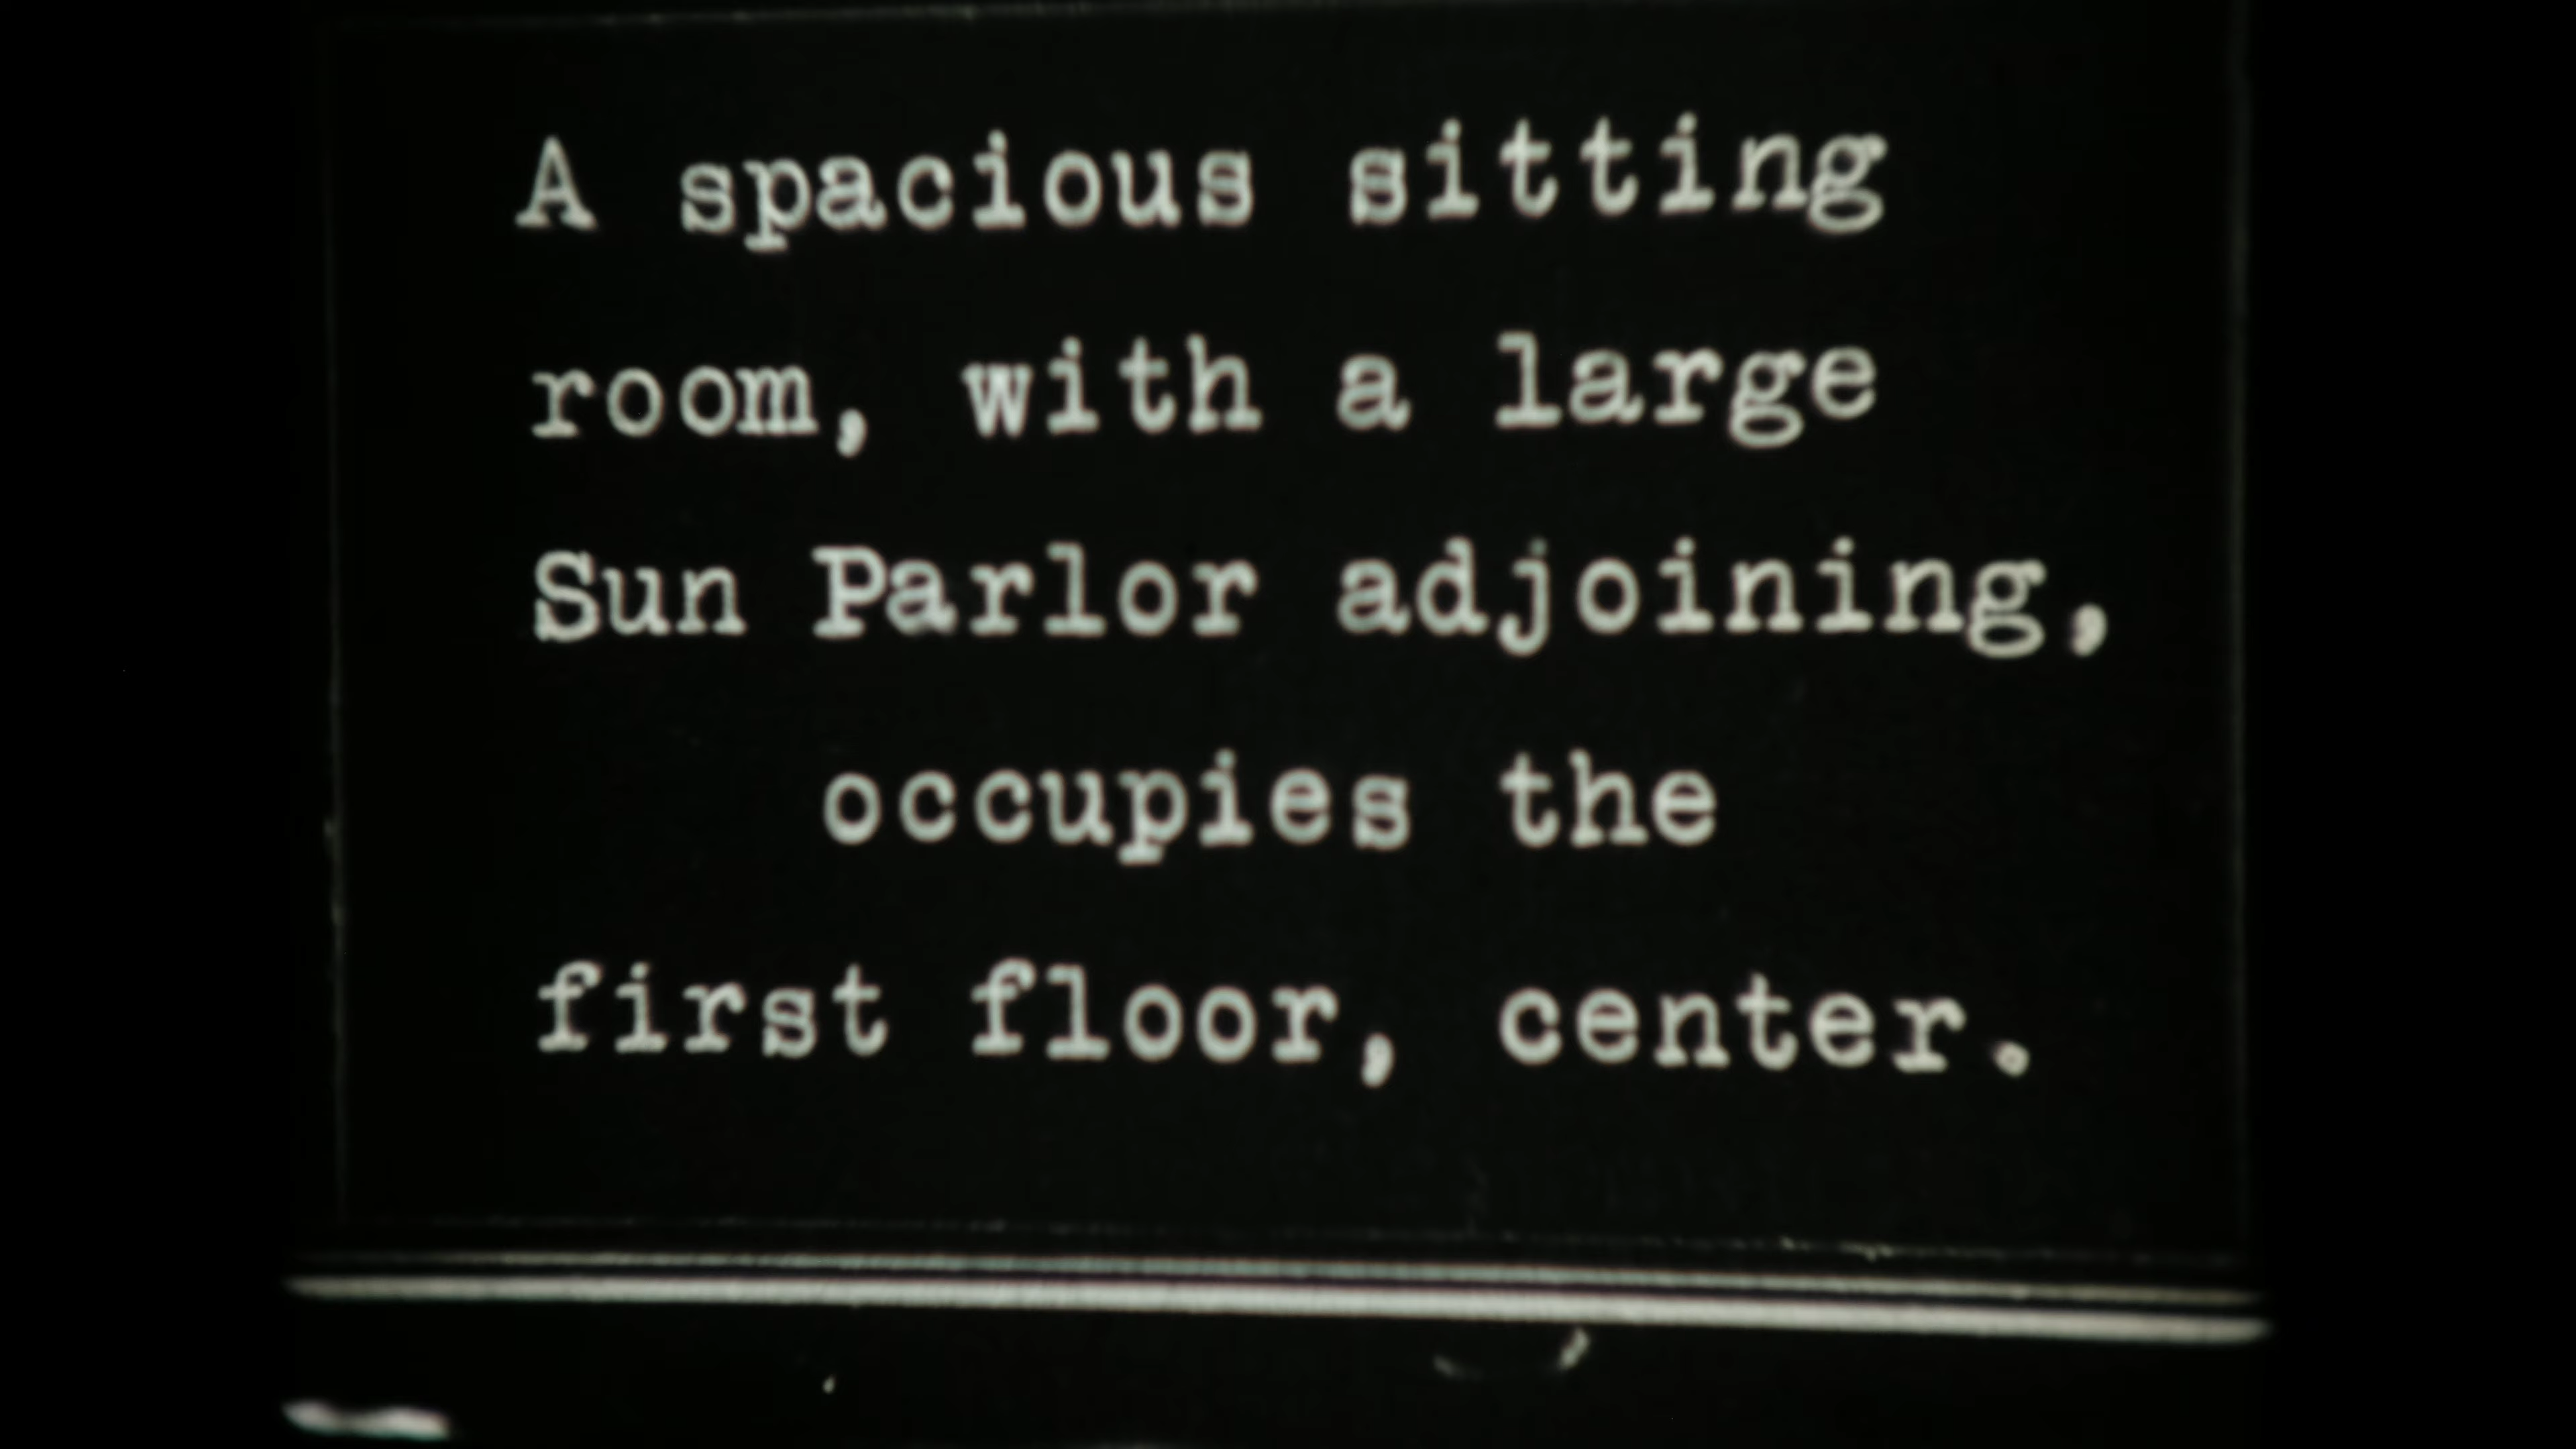 A spacious sitting
room, with a large
Sun Parlor adjoining,
occupies the
first floor, center.